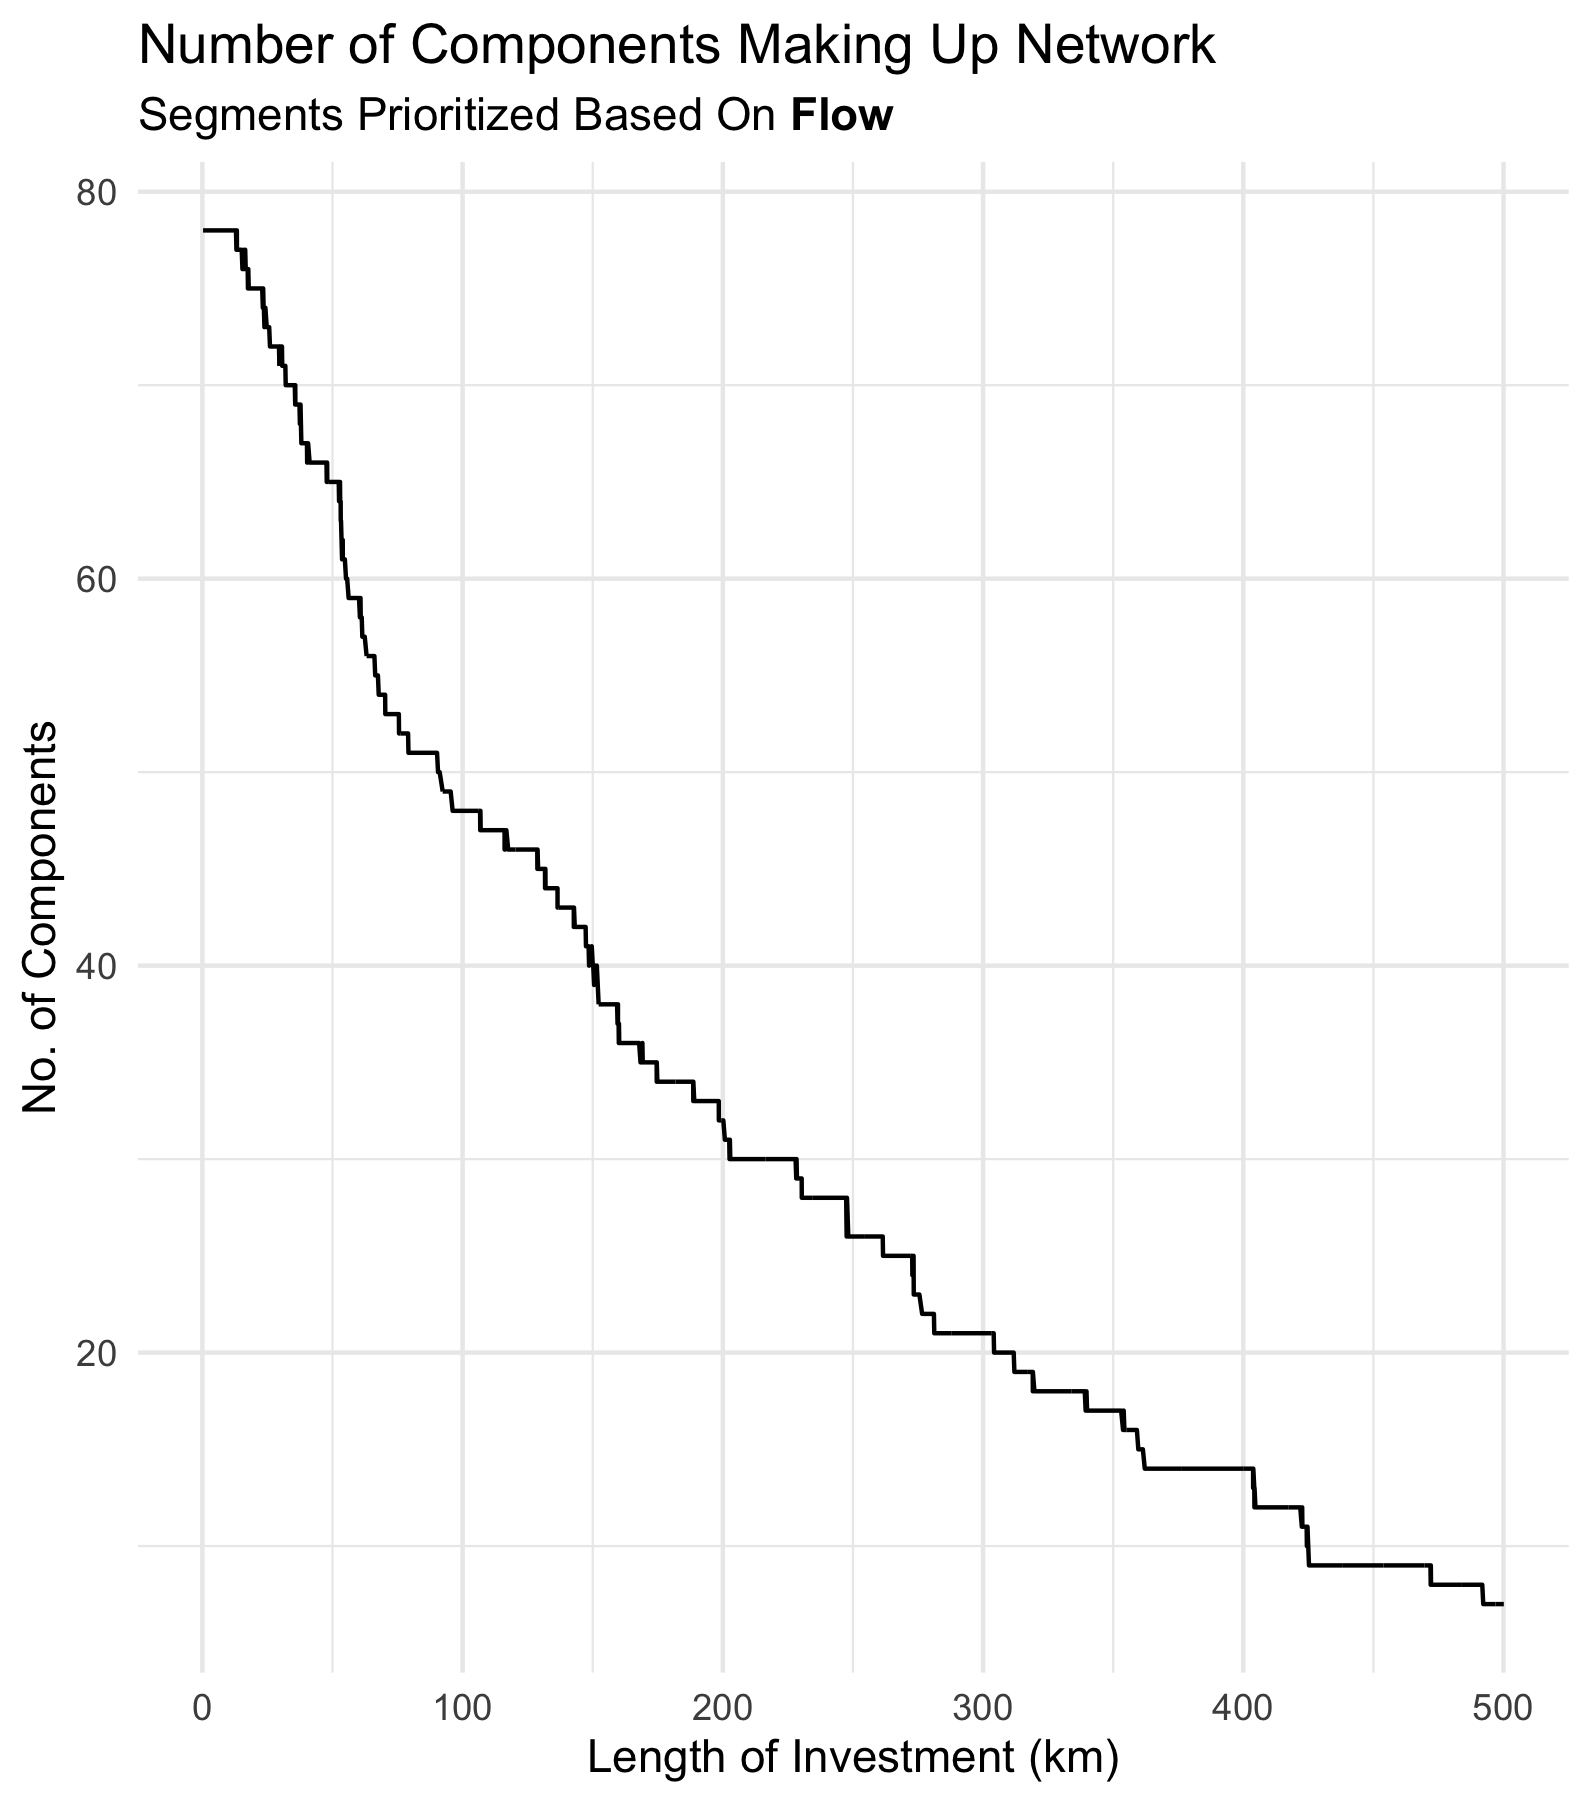 Number of Components Making Up Network
Segments Prioritized Based On Flow
No. of Components
80
60
40
20
0 100 200 300 400 500
Length of Investment (km)